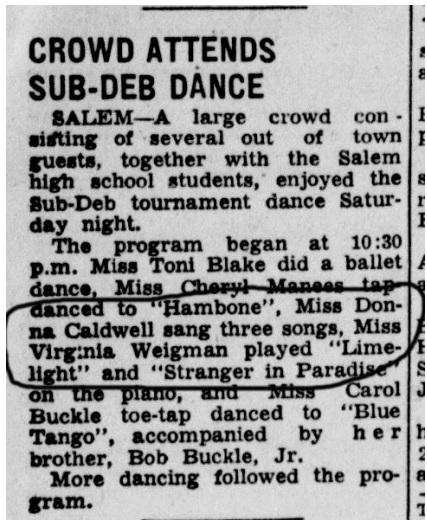 CROWD ATTENDS
SUB-DEB DANCE
SALEM—A large crowd con -
sisting of several out of town
guests, together with the Salem
high school students, enjoyed the
Sub-Deb tournament dance Satur-
day night.
The program began at 10:30
p.m. Miss Toni Blake did a ballet
dance, Miss Cheryl Manees tap
danced to "Hambone", Miss Don-
na Caldwell sang three songs, Miss
Virginia Weigman played "Lime-
light" and "Stranger in Paradise"
on the piano, and Miss Carol
Buckle toe-tap danced to "Blue
Tango", accompanied by her
brother, Bob Buckle, Jr.
More dancing followed the pro-
gram.